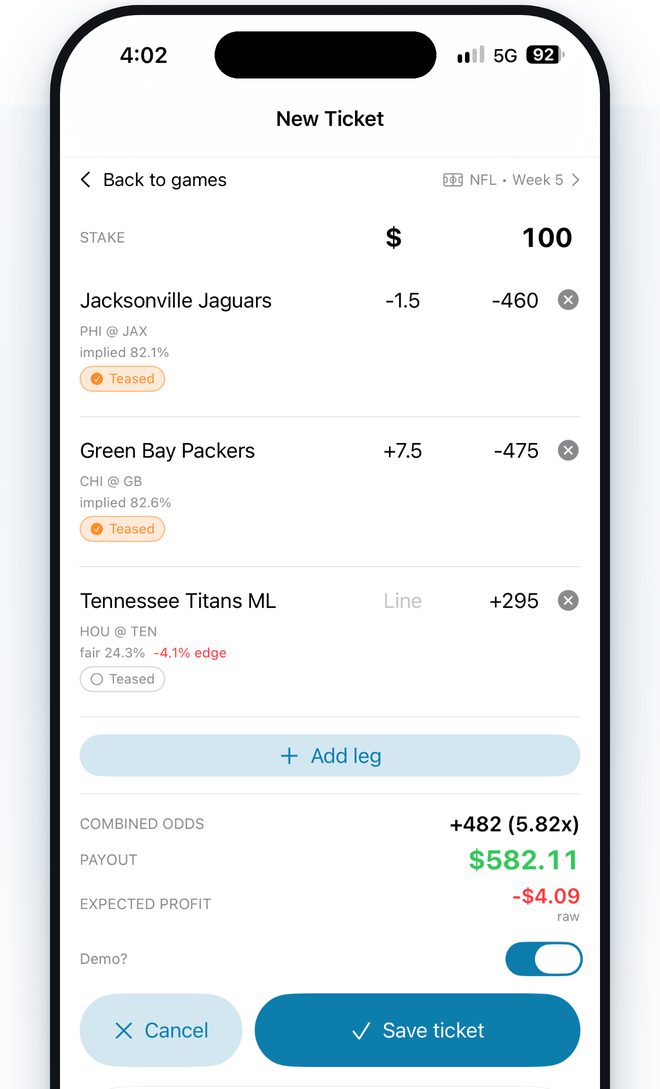 4:02 5G 92
New Ticket
Back to games NFL • Week 5
STAKE $ 100
Jacksonville Jaguars -1.5 -460
PHI @ JAX
implied 82.1%
Teased
Green Bay Packers +7.5 -475
CHI @ GB
implied 82.6%
Teased
Tennessee Titans ML Line +295
HOU @ TEN
fair 24.3% -4.1% edge
Teased
+ Add leg
COMBINED ODDS +482 (5.82x)
PAYOUT $582.11
EXPECTED PROFIT -$4.09
raw
Demo?
Cancel Save ticket